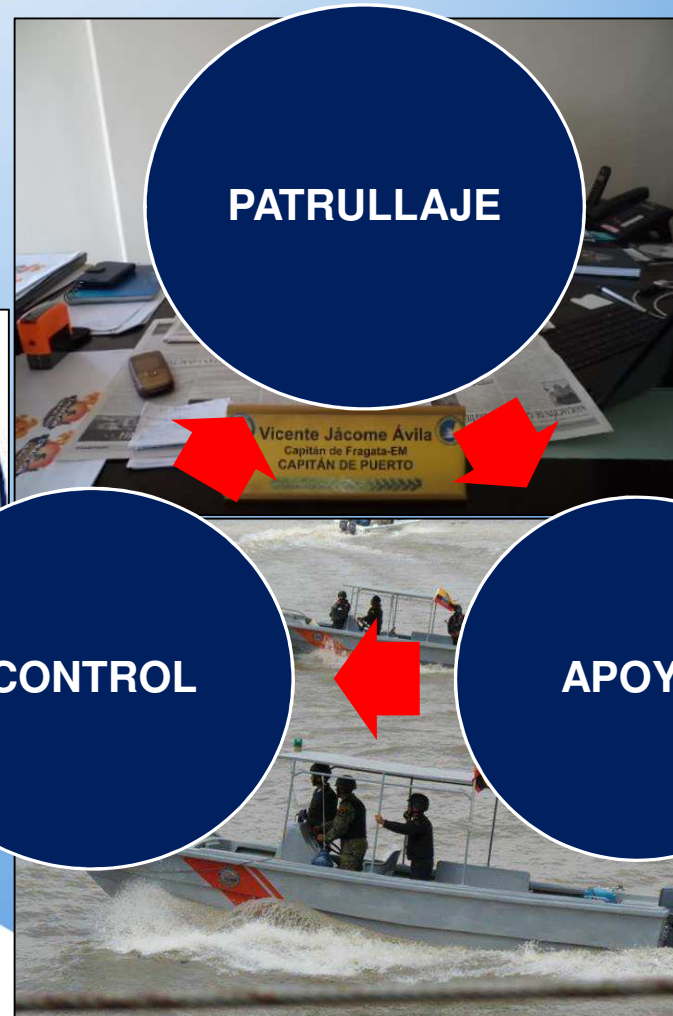 PATRULLAJE
Vicente Jácome Ávila
Capitán de Fragata-EM
CAPITÁN DE PUERTO
CONTROL
APOY